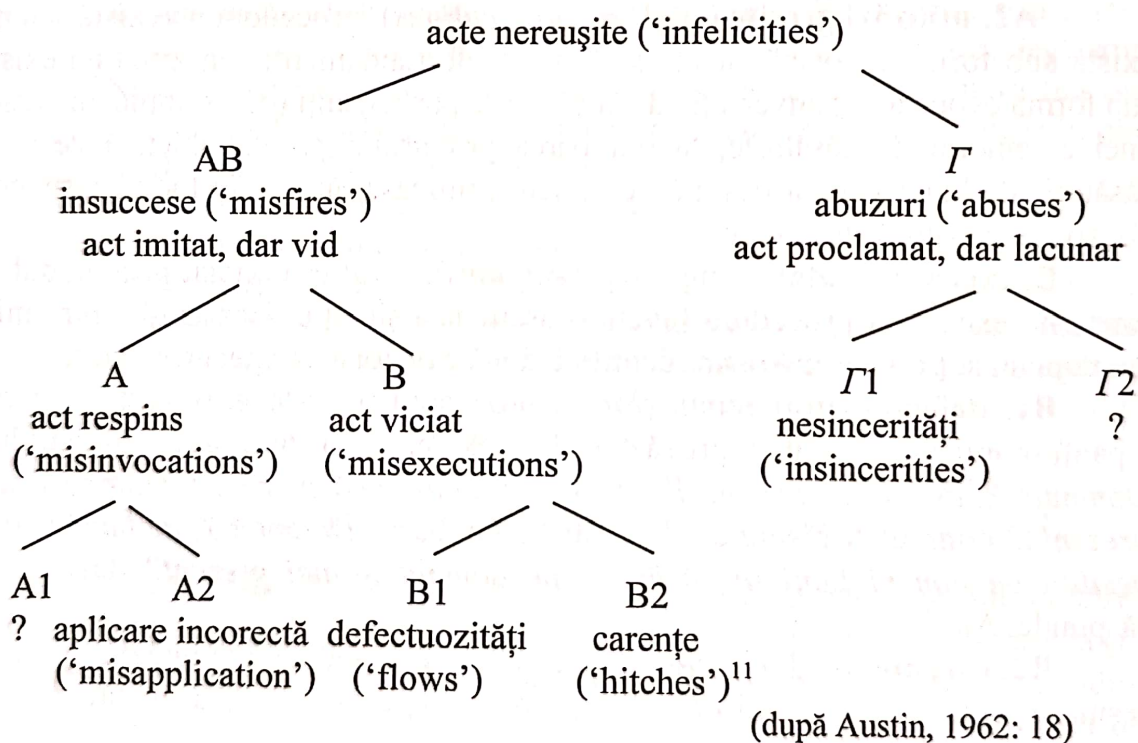 acte nereuşite (‘infelicities’)
AB
insuccese (‘misfires’)
act imitat, dar vid
Γ
abuzuri (‘abuses’)
act proclamat, dar lacunar
A
act respins
(‘misinvocations’)
B
act viciat
(‘misexecutions’)
Γ1
nesincerităţi
(‘insincerities’)
Γ2
?
A1
?
A2
aplicare incorectă
(‘misapplication’)
B1
defectuozităţi
(‘flows’)
B2
carenţe
(‘hitches’)¹¹
(după Austin, 1962: 18)